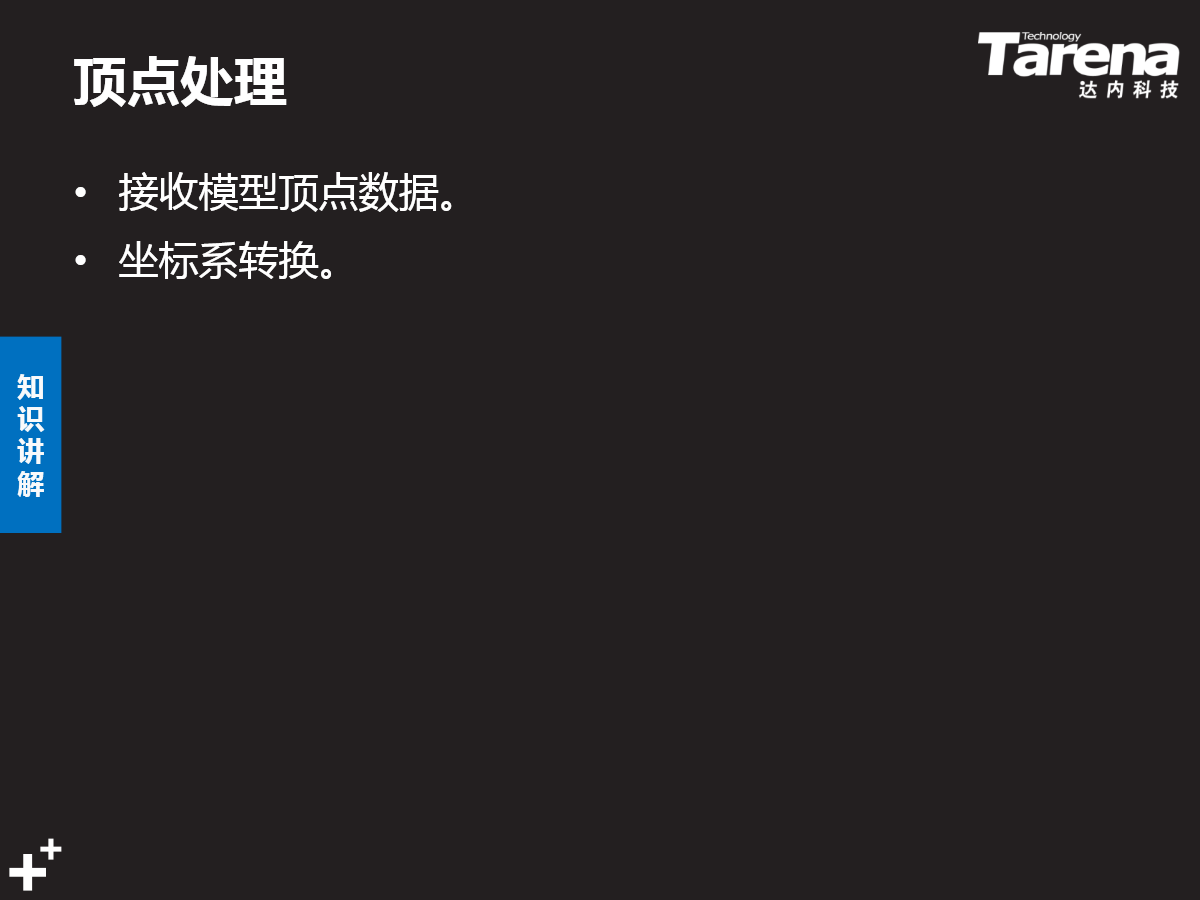 顶点处理
Technology
Tarena
达内科技
• 接收模型顶点数据。
• 坐标系转换。
知
识
讲
解